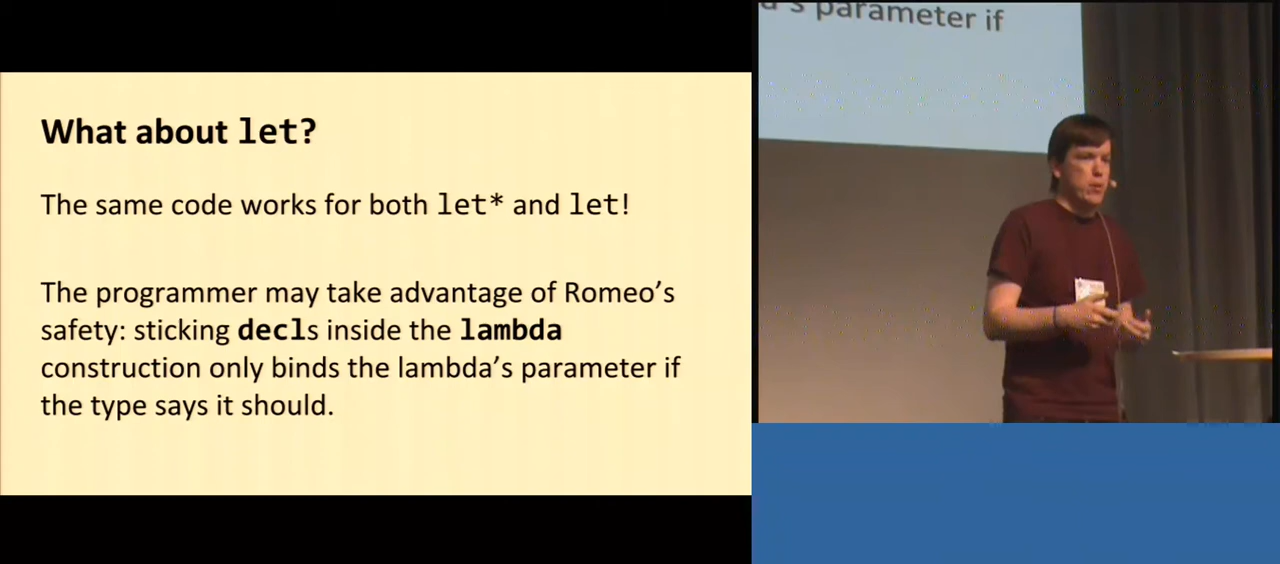 What about let?
The same code works for both let* and let!
The programmer may take advantage of Romeo’s
safety: sticking decls inside the lambda
construction only binds the lambda’s parameter if
the type says it should.
's parameter if